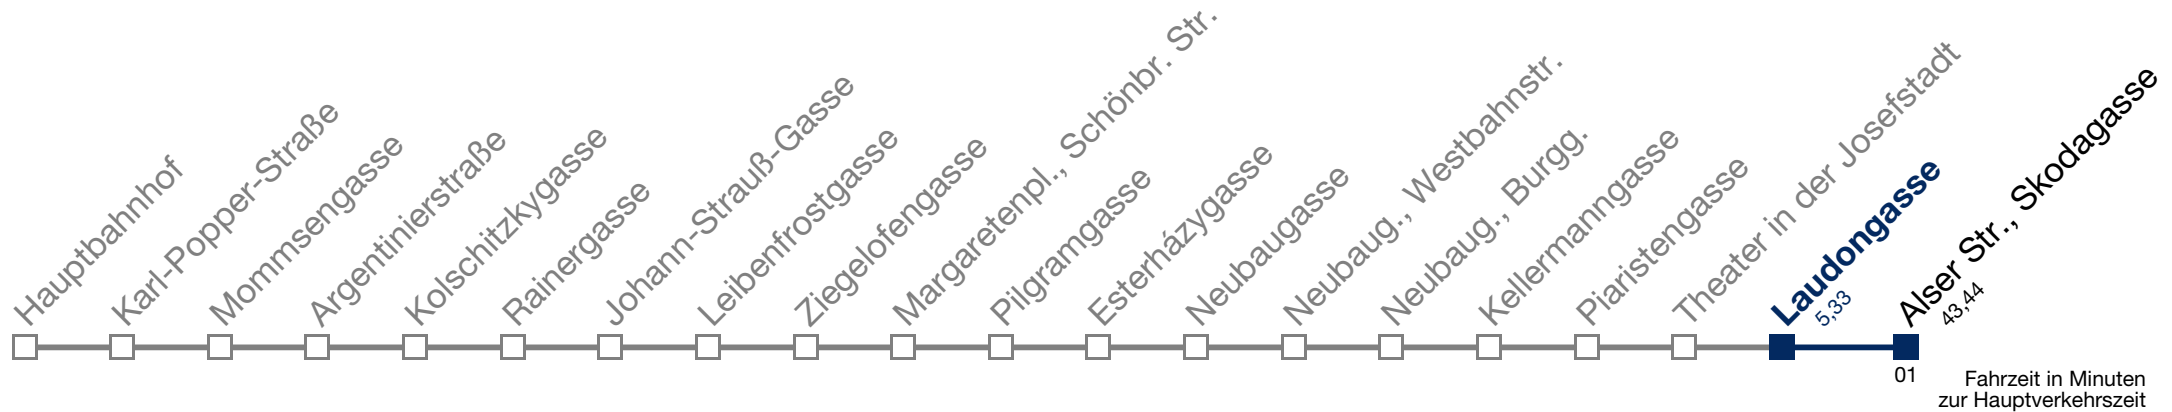 Hauptbahnhof
Karl-Popper-Straße
Mommsengasse
Argentinierstraße
Kolschitzkygasse
Rainergasse
Johann-Strauß-Gasse
Leibenfrostgasse
Ziegelofengasse
Margaretenpl., Schönbr. Str.
Pilgramgasse
Esterházygasse
Neubaugasse
Neubaug., Westbahnstr.
Neubaug., Burgg.
Kellermanngasse
Piaristengasse
Theater in der Josefstadt
Laudongasse
5,33
Alser Str., Skodagasse
43,44
01
Fahrzeit in Minuten
zur Hauptverkehrszeit